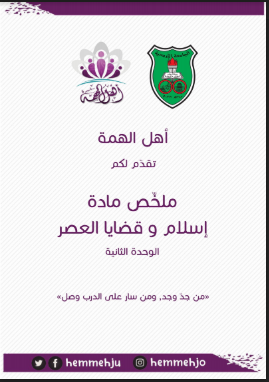 أهل الهمة
أهل الهمة
تقدّم لكم
ملخّص مادة
إسلام و قضايا العصر
الوحدة الثانية
«من جدّ وجد، ومن سار على الدرب وصل»
hemmehju
hemmehjo